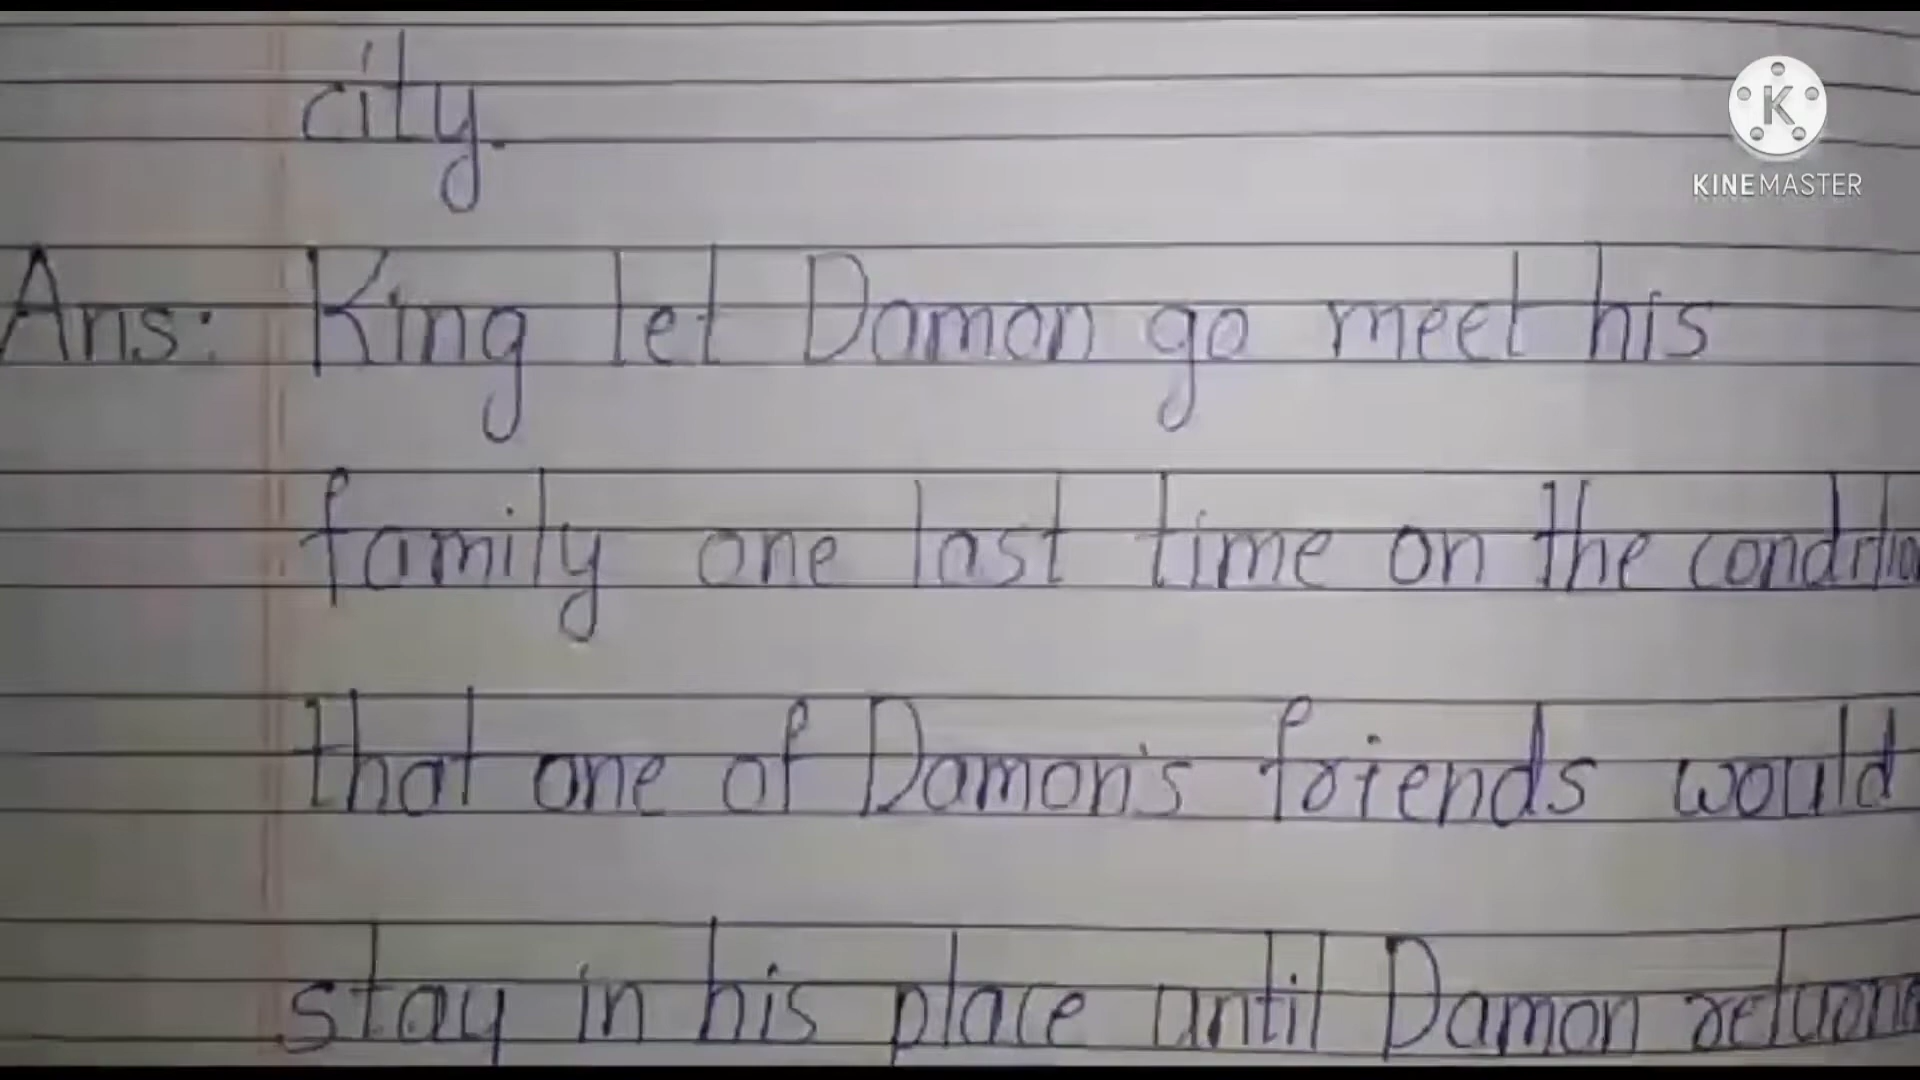 city.
K
KINEMASTER
Ans: King let Damon go meet his
family one last time on the condition
that one of Damon's friends would
stay in his place until Damon